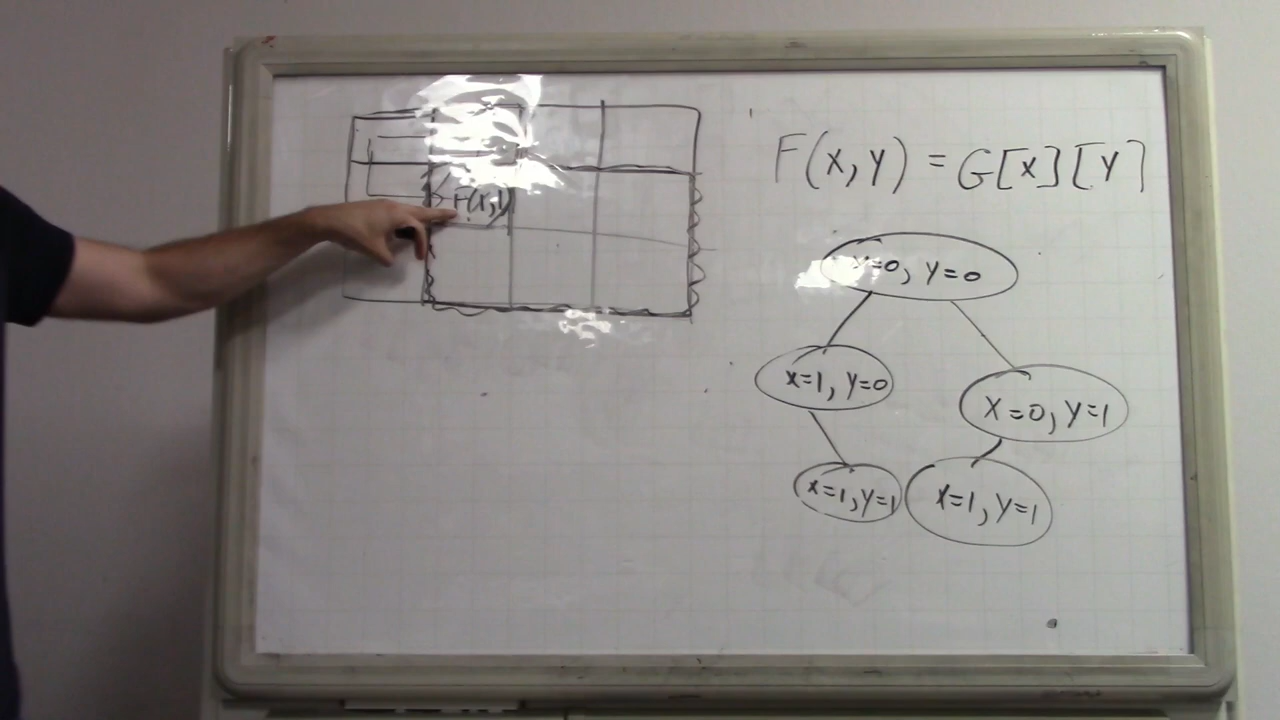 F(x,y)
F(x,y) = G[x][y]
x=0, y=0
x=1, y=0
x=0, y=1
x=1, y=1
x=1, y=1